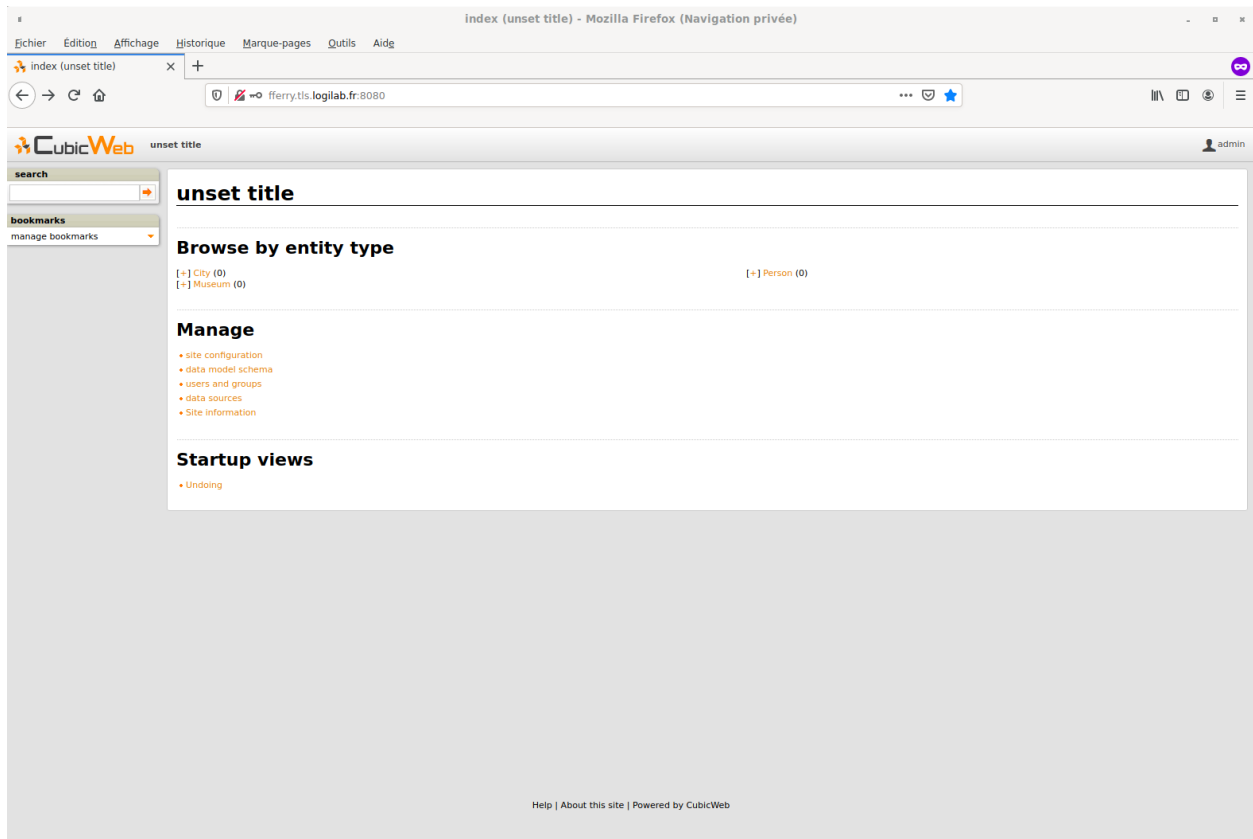 index (unset title) - Mozilla Firefox (Navigation privée)
Fichier Édition Affichage Historique Marque-pages Outils Aide
index (unset title)
fferry.tls.logilab.fr:8080
CubicWeb unset title admin
search
bookmarks
manage bookmarks
unset title
Browse by entity type
[+] City (0) [+] Person (0)
[+] Museum (0)
Manage
• site configuration
• data model schema
• users and groups
• data sources
• Site information
Startup views
• Undoing
Help | About this site | Powered by CubicWeb